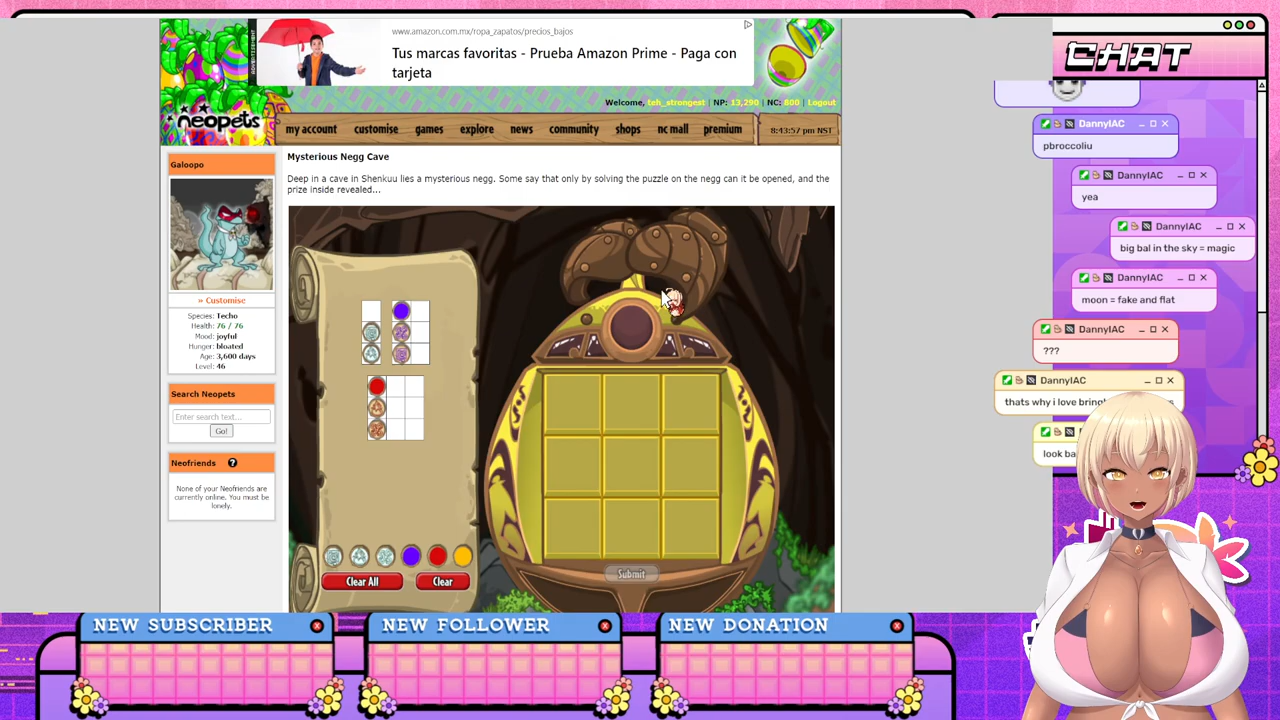 www.amazon.com.mx/ropa_zapatos/precios_bajos
Tus marcas favoritas - Prueba Amazon Prime - Paga con
tarjeta
ADVERTISEMENT
Welcome, teh_strongest | NP: 13,290 | NC: 800 | Logout
neopets
my account customise games explore news community shops nc mall premium
8:43:57 pm NST
Galoopo
» Customise
Species: Techo
Health: 76 / 76
Mood: joyful
Hunger: bloated
Age: 3,600 days
Level: 46
Search Neopets
Enter search text...
Go!
Neofriends ?
None of your Neofriends are
currently online. You must be
lonely.
Mysterious Negg Cave
Deep in a cave in Shenkuu lies a mysterious negg. Some say that only by solving the puzzle on the negg can it be opened, and the
prize inside revealed...
Clear All
Clear
Submit
CHAT
DannyIAC
pbroccoliu
DannyIAC
yea
DannyIAC
big bal in the sky = magic
DannyIAC
moon = fake and flat
DannyIAC
???
DannyIAC
thats why i love
look
NEW SUBSCRIBER
NEW FOLLOWER
NEW DONATION